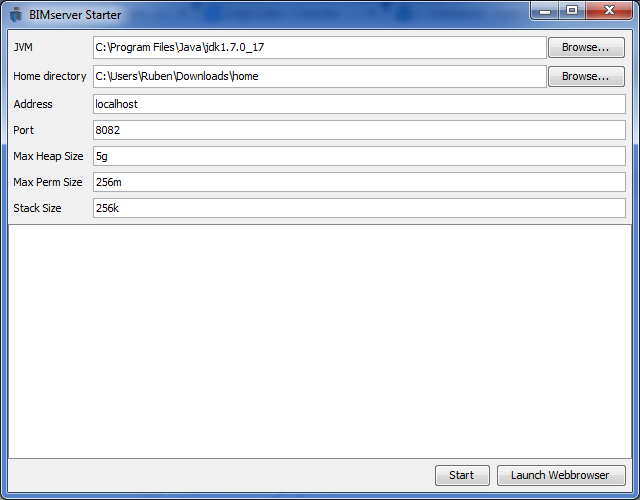 BIMserver Starter
JVM C:\Program Files\Java\jdk1.7.0_17 Browse...
Home directory C:\Users\Ruben\Downloads\home Browse...
Address localhost
Port 8082
Max Heap Size 5g
Max Perm Size 256m
Stack Size 256k
Start Launch Webbrowser